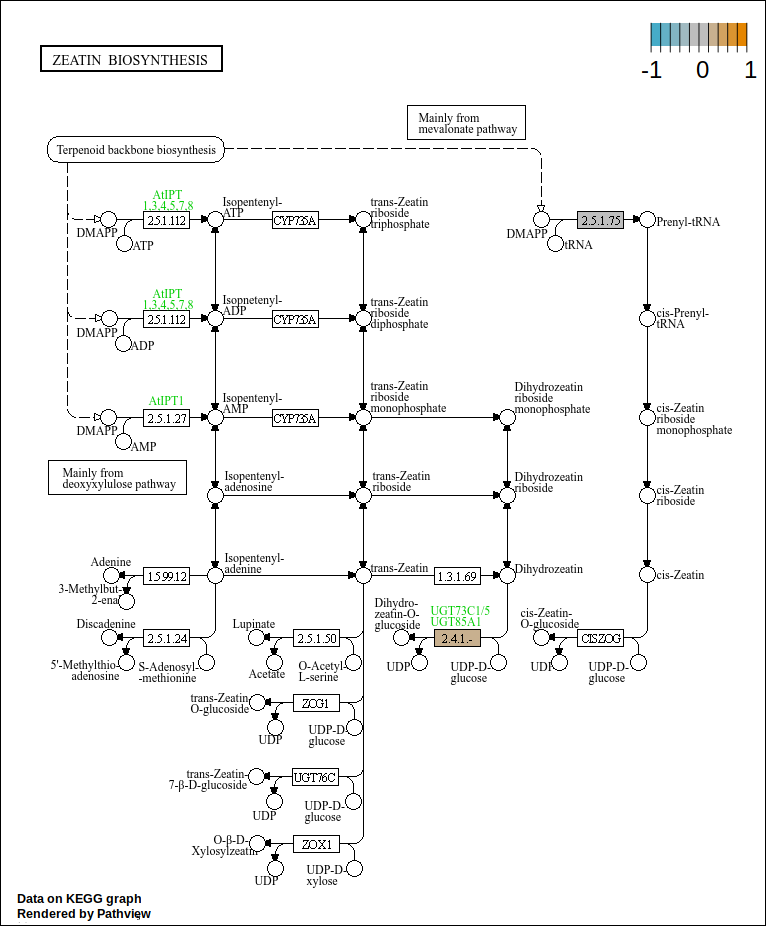 ZEATIN BIOSYNTHESIS
-1 0 1
Mainly from
mevalonate pathway
Terpenoid backbone biosynthesis
AtIPT
1,3,4,5,7,8
2.5.1.112
DMAPP
ATP
Isopentenyl-
ATP
CYP735A
trans-Zeatin
riboside
triphosphate
DMAPP
tRNA
2.5.1.75
Prenyl-tRNA
AtIPT
1,3,4,5,7,8
2.5.1.112
DMAPP
ADP
Isopnetenyl-
ADP
CYP735A
trans-Zeatin
riboside
diphosphate
cis-Prenyl-
tRNA
AtIPT1
2.5.1.27
DMAPP
AMP
Isopentenyl-
AMP
CYP735A
trans-Zeatin
riboside
monophosphate
Dihydrozeatin
riboside
monophosphate
cis-Zeatin
riboside
monophosphate
Mainly from
deoxyxylulose pathway
Isopentenyl-
adenosine
trans-Zeatin
riboside
Dihydrozeatin
riboside
cis-Zeatin
riboside
Adenine
1.5.99.12
3-Methylbut-
2-enal
Isopentenyl-
adenine
trans-Zeatin
1.3.1.69
Dihydrozeatin
cis-Zeatin
Discadenine
2.5.1.24
5'-Methylthio-
adenosine
S-Adenosyl-
-methionine
Lupinate
2.5.1.50
Acetate
O-Acetyl-
L-serine
Dihydro-
zeatin-O-
glucoside
UGT73C1/5
UGT85A1
2.4.1.-
UDP
UDP-D-
glucose
cis-Zeatin-
O-glucoside
CISZOG
UDP
UDP-D-
glucose
trans-Zeatin
O-glucoside
ZOG1
UDP
UDP-D-
glucose
trans-Zeatin-
7-β-D-glucoside
UGT76C
UDP
UDP-D-
glucose
O-β-D-
Xylosylzeatin
ZOX1
UDP
UDP-D-
xylose
Data on KEGG graph
Rendered by Pathview